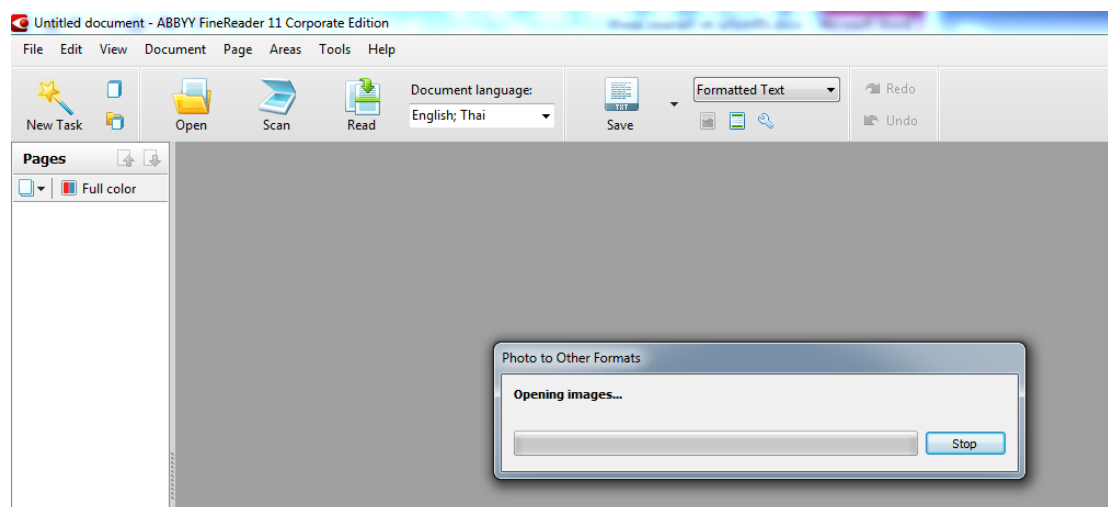 Untitled document - ABBYY FineReader 11 Corporate Edition
File Edit View Document Page Areas Tools Help
New Task Open Scan Read Document language: English; Thai TXT Save Formatted Text Redo Undo
Pages
Full color
Photo to Other Formats
Opening images...
Stop